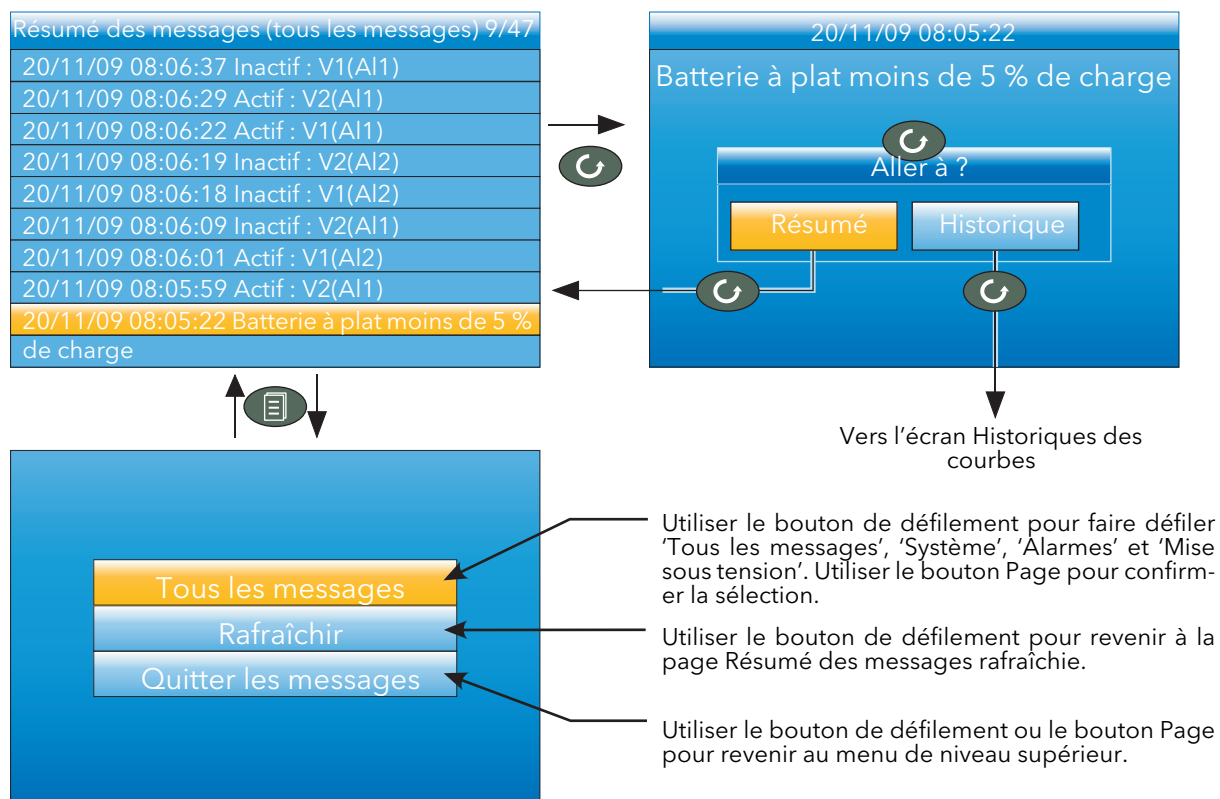 Résumé des messages (tous les messages) 9/47
20/11/09 08:06:37 Inactif : V1(Al1)
20/11/09 08:06:29 Actif : V2(Al1)
20/11/09 08:06:22 Actif : V1(Al1)
20/11/09 08:06:19 Inactif : V2(Al2)
20/11/09 08:06:18 Inactif : V1(Al2)
20/11/09 08:06:09 Inactif : V2(Al1)
20/11/09 08:06:01 Actif : V1(Al2)
20/11/09 08:05:59 Actif : V2(Al1)
20/11/09 08:05:22 Batterie à plat moins de 5 %
de charge
20/11/09 08:05:22
Batterie à plat moins de 5 % de charge
Aller à ?
Résumé
Historique
Vers l'écran Historiques des
courbes
Tous les messages
Rafraîchir
Quitter les messages
Utiliser le bouton de défilement pour faire défiler
'Tous les messages', 'Système', 'Alarmes' et 'Mise
sous tension'. Utiliser le bouton Page pour confirm-
er la sélection.
Utiliser le bouton de défilement pour revenir à la
page Résumé des messages rafraîchie.
Utiliser le bouton de défilement ou le bouton Page
pour revenir au menu de niveau supérieur.